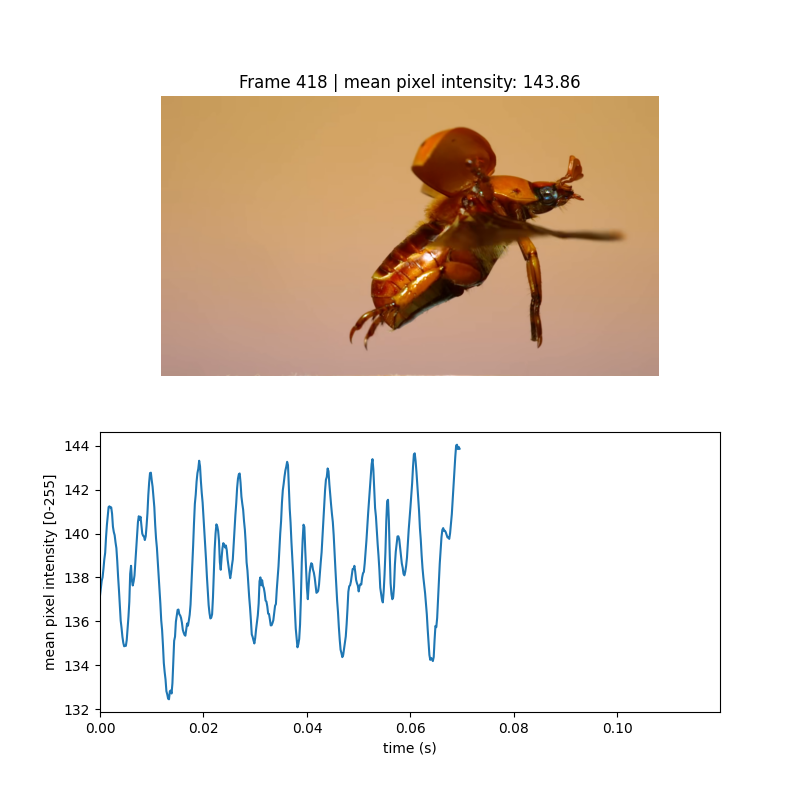 Frame 418 | mean pixel intensity: 143.86
144
142
140
138
136
134
132
mean pixel intensity [0-255]
0.00 0.02 0.04 0.06 0.08 0.10
time (s)